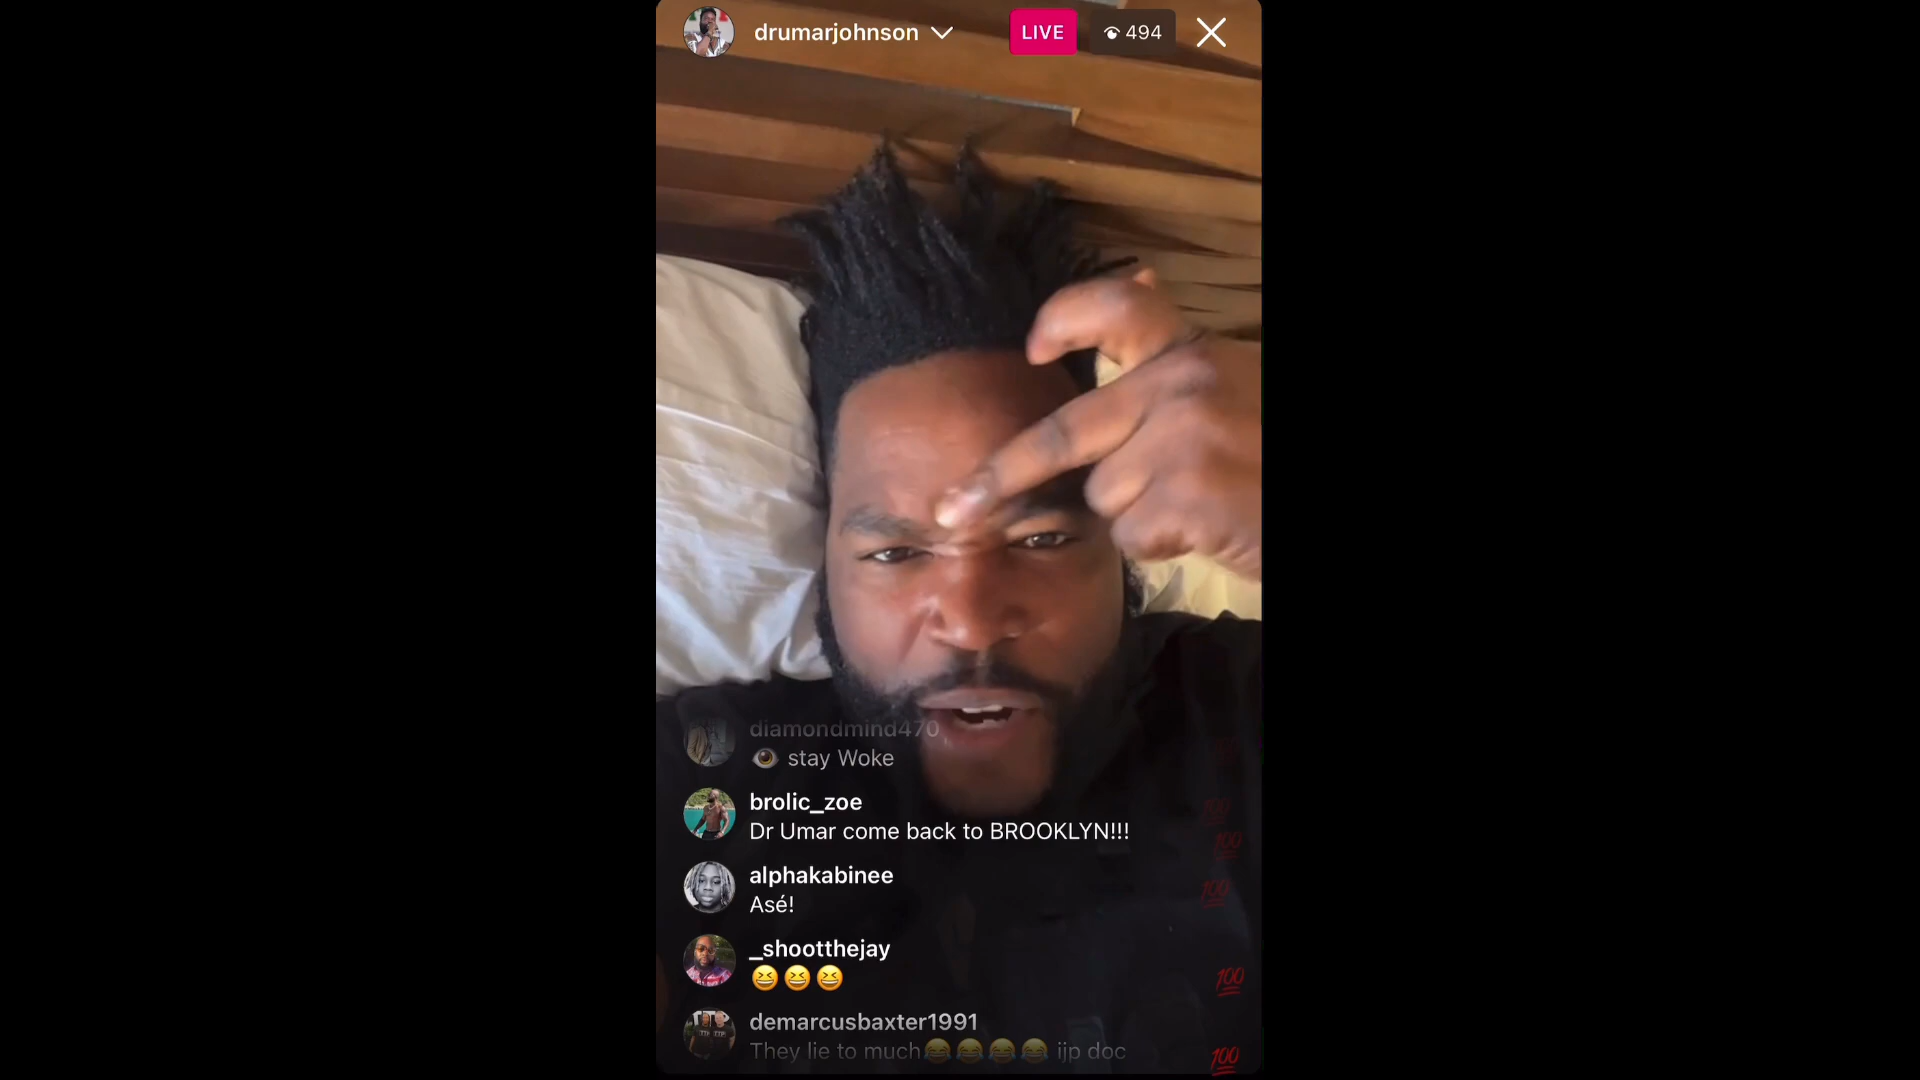 drumarjohnson LIVE 494
diamondmind470
👁 stay Woke
brolic_zoe
Dr Umar come back to BROOKLYN!!!
alphakabinee
Asé!
_shootthejay
😆😆😆
demarcusbaxter1991
They lie to much😂😂😂😂 ijp doc
💯
💯
💯
💯
💯